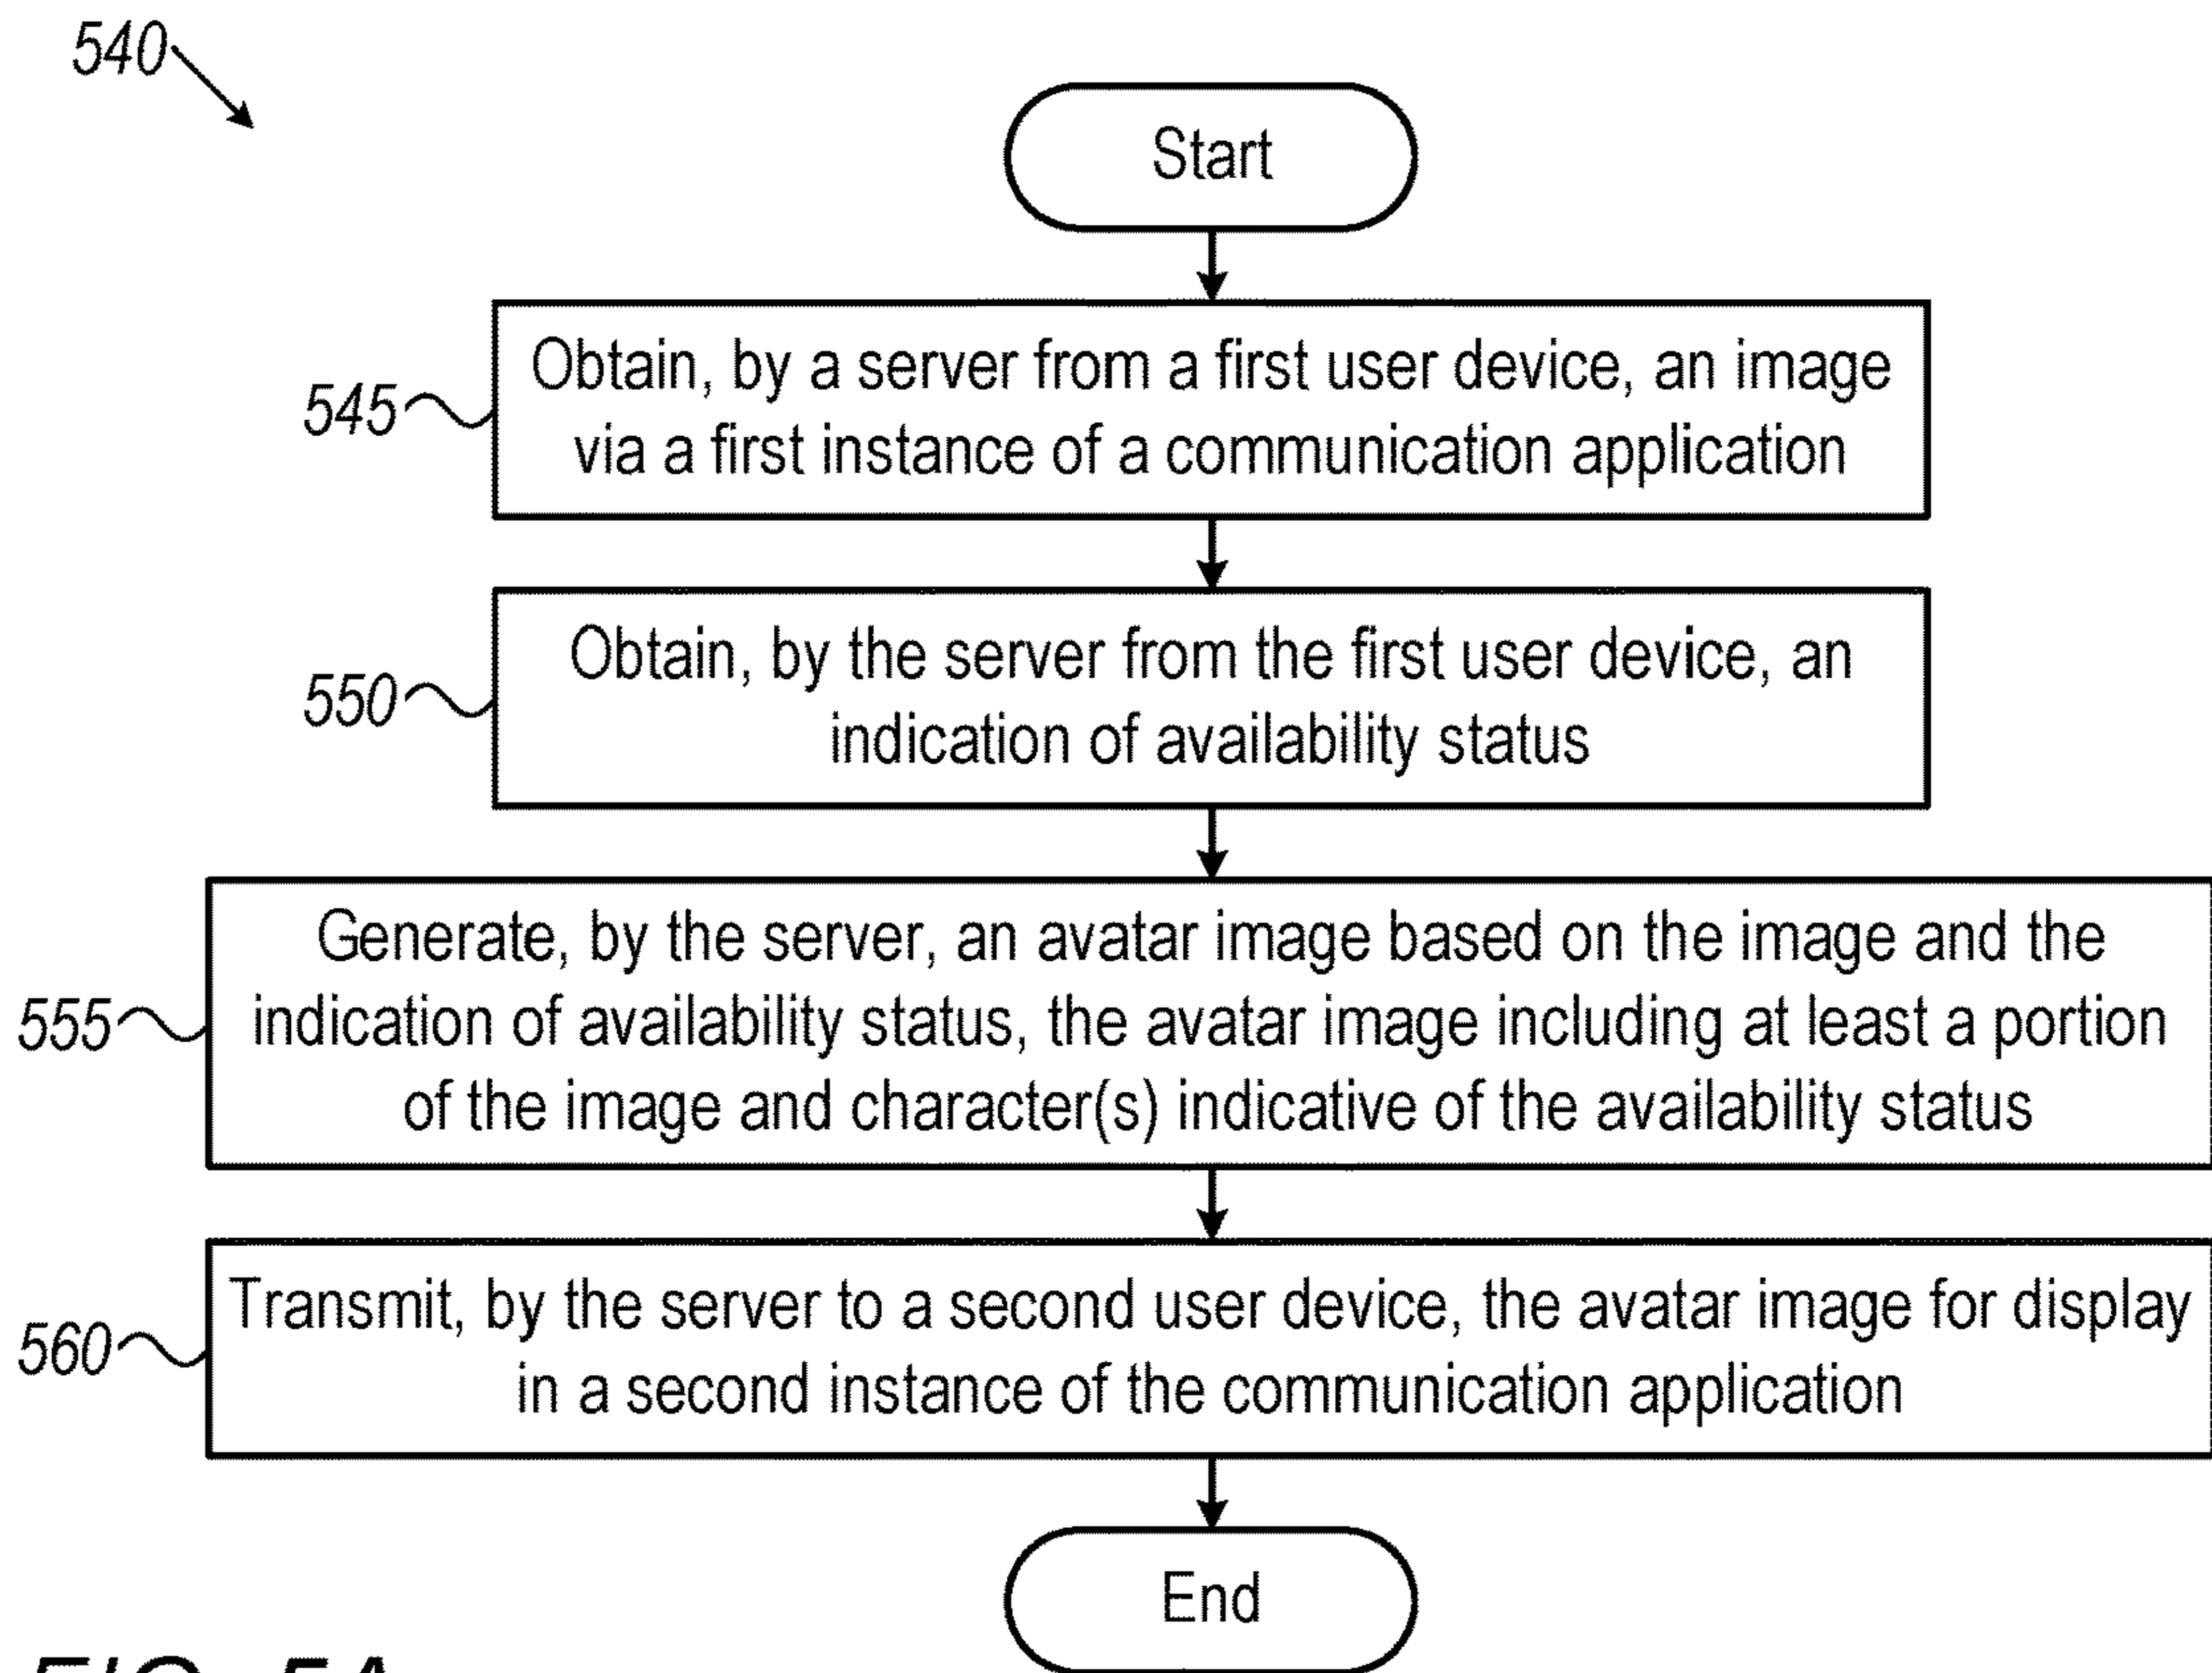 540
Start
545
Obtain, by a server from a first user device, an image
via a first instance of a communication application
550
Obtain, by the server from the first user device, an
indication of availability status
555
Generate, by the server, an avatar image based on the image and the
indication of availability status, the avatar image including at least a portion
of the image and character(s) indicative of the availability status
560
Transmit, by the server to a second user device, the avatar image for display
in a second instance of the communication application
End
FIG. 5A